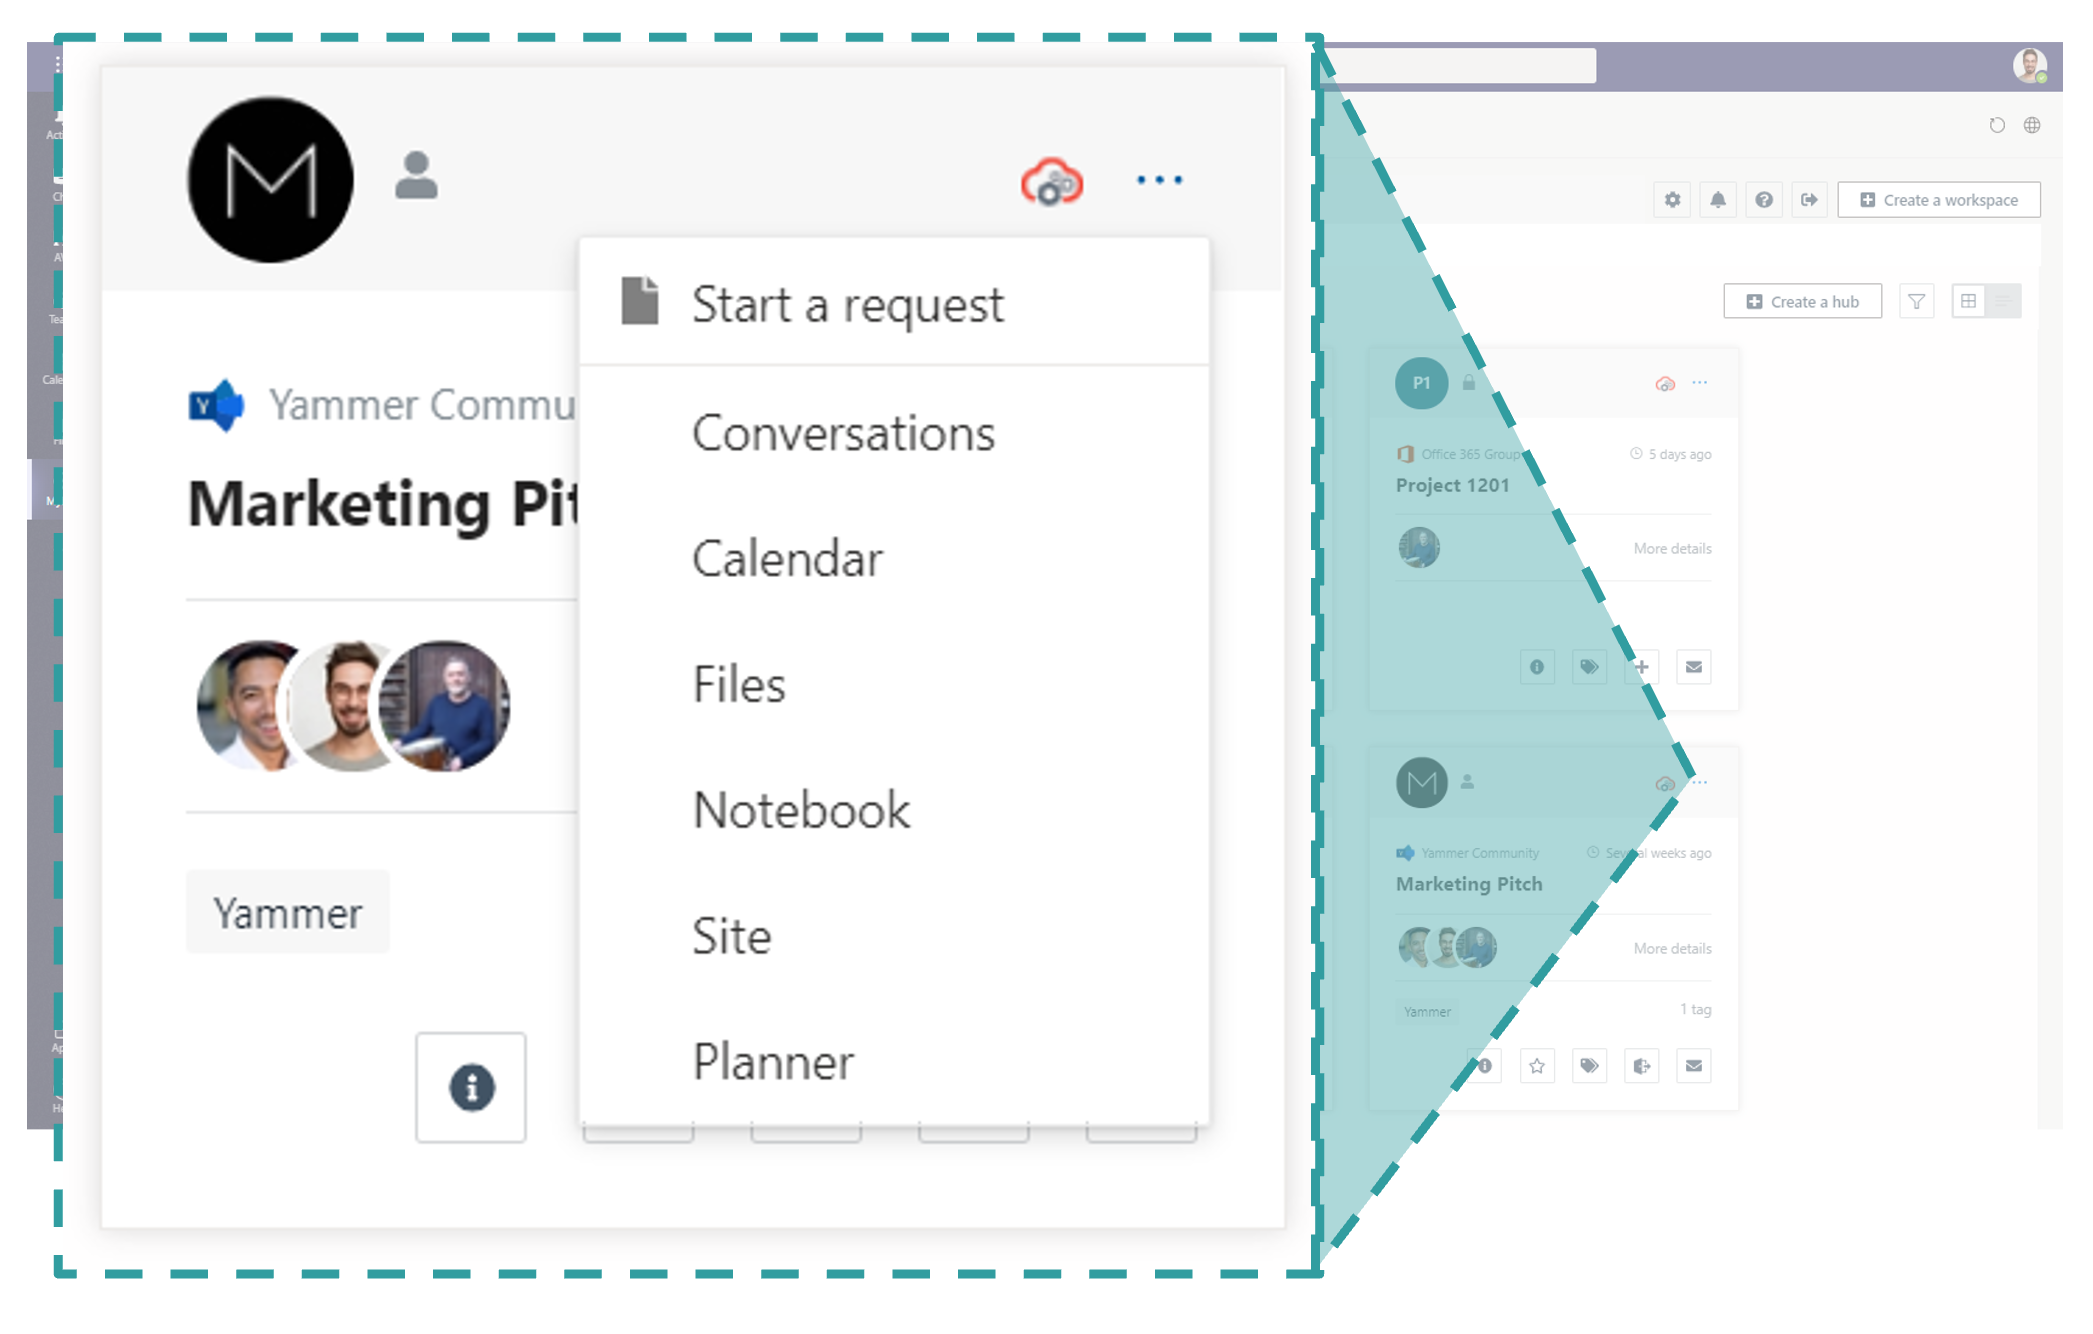 M
Start a request
Yammer Commu
Conversations
Marketing Pit
Calendar
Files
Notebook
Yammer
Site
Planner
Create a workspace
Create a hub
P1
Office 365 Group
5 days ago
Project 1201
More details
M
Yammer Community
Several weeks ago
Marketing Pitch
More details
Yammer
1 tag